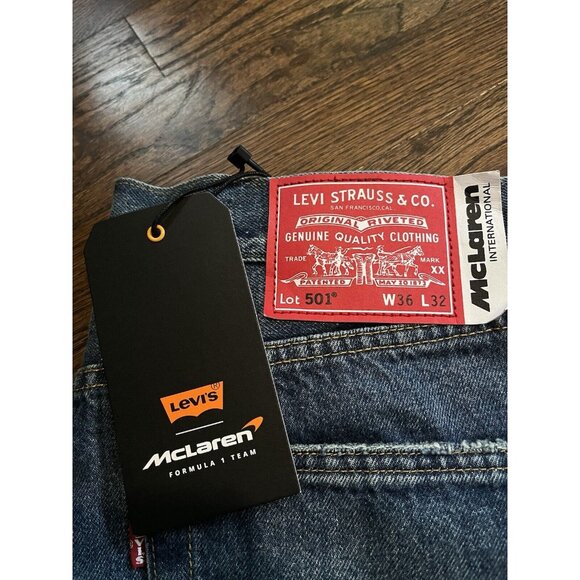 LEVI STRAUSS & CO.
SAN FRANCISCO, CAL.
ORIGINAL RIVETED
GENUINE QUALITY CLOTHING
TRADE MARK
XX
PATENTED MAY 20 1873
Lot 501® W36 L32
McLaren
INTERNATIONAL
Levi's®
McLaren
FORMULA 1 TEAM